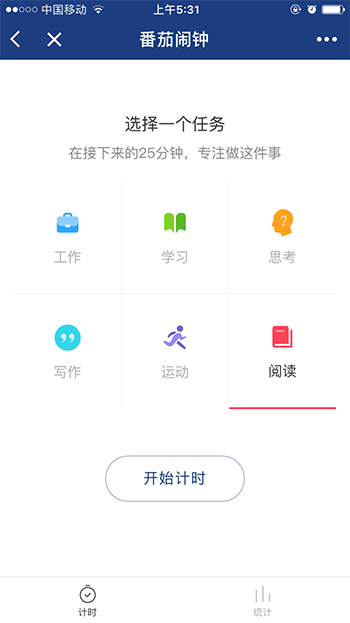 中国移动 上午5:31
番茄闹钟
选择一个任务
在接下来的25分钟，专注做这件事
工作 学习 思考
写作 运动 阅读
开始计时
计时 统计